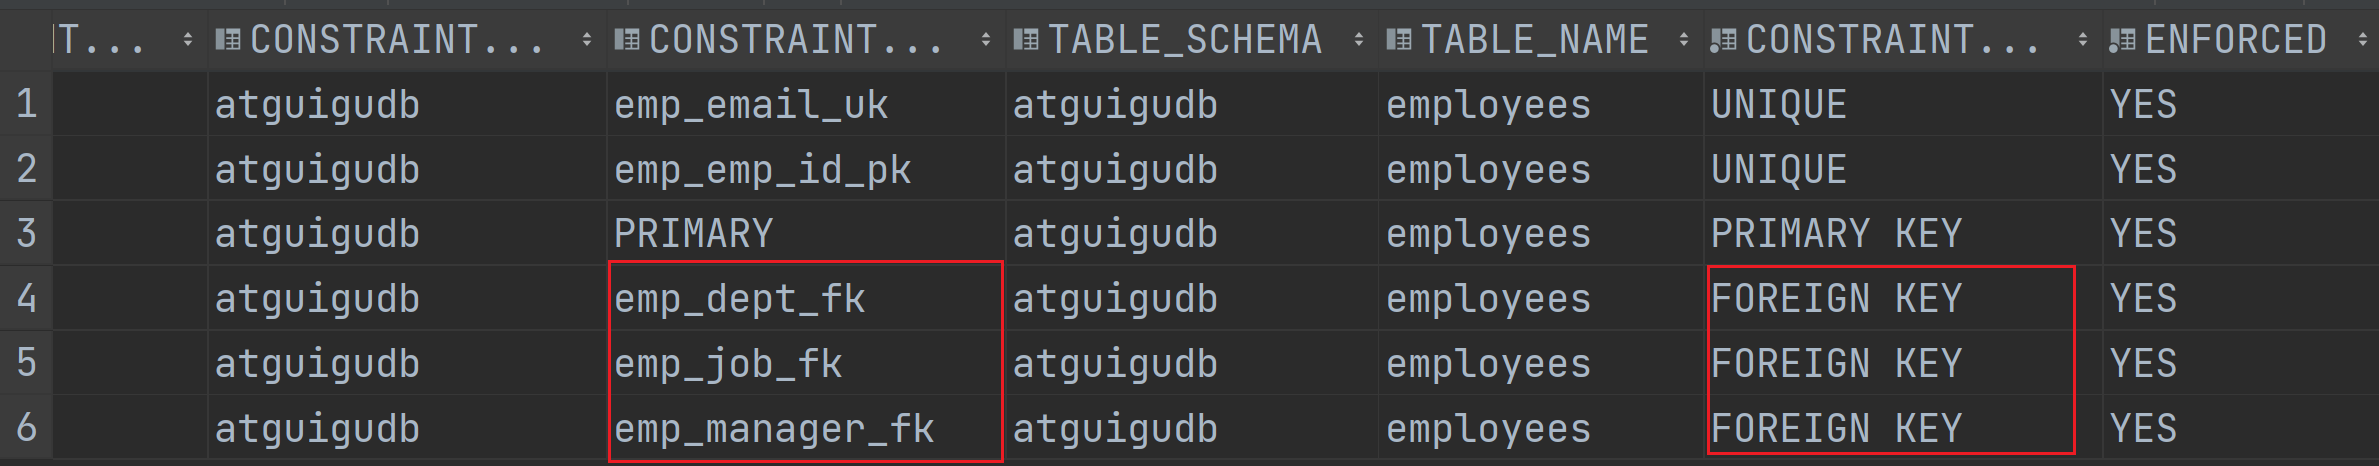 T... CONSTRAINT... CONSTRAINT... TABLE_SCHEMA TABLE_NAME CONSTRAINT... ENFORCED
1 atguigudb emp_email_uk atguigudb employees UNIQUE YES
2 atguigudb emp_emp_id_pk atguigudb employees UNIQUE YES
3 atguigudb PRIMARY atguigudb employees PRIMARY KEY YES
4 atguigudb emp_dept_fk atguigudb employees FOREIGN KEY YES
5 atguigudb emp_job_fk atguigudb employees FOREIGN KEY YES
6 atguigudb emp_manager_fk atguigudb employees FOREIGN KEY YES